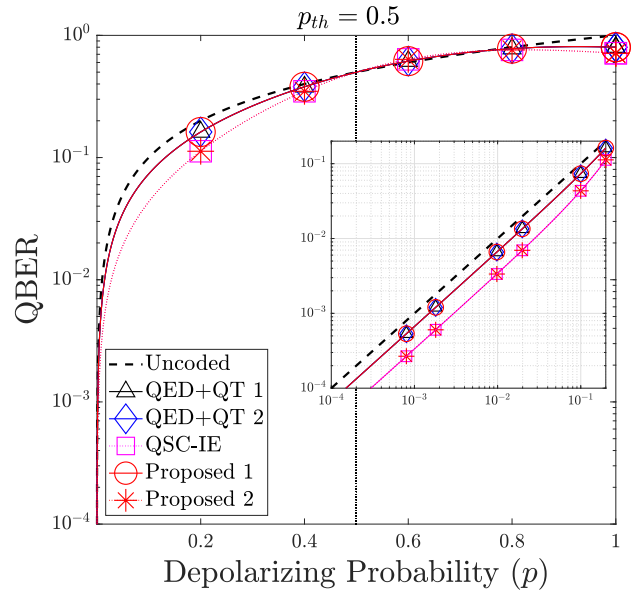 p_{th} = 0.5
QBER
10^0
10^{-1}
10^{-2}
10^{-3}
10^{-4}
10^{-1}
10^{-2}
10^{-3}
10^{-4}
10^{-4} 10^{-3} 10^{-2} 10^{-1}
Uncoded
QED+QT 1
QED+QT 2
QSC-IE
Proposed 1
Proposed 2
0.2 0.4 0.6 0.8 1
Depolarizing Probability (p)